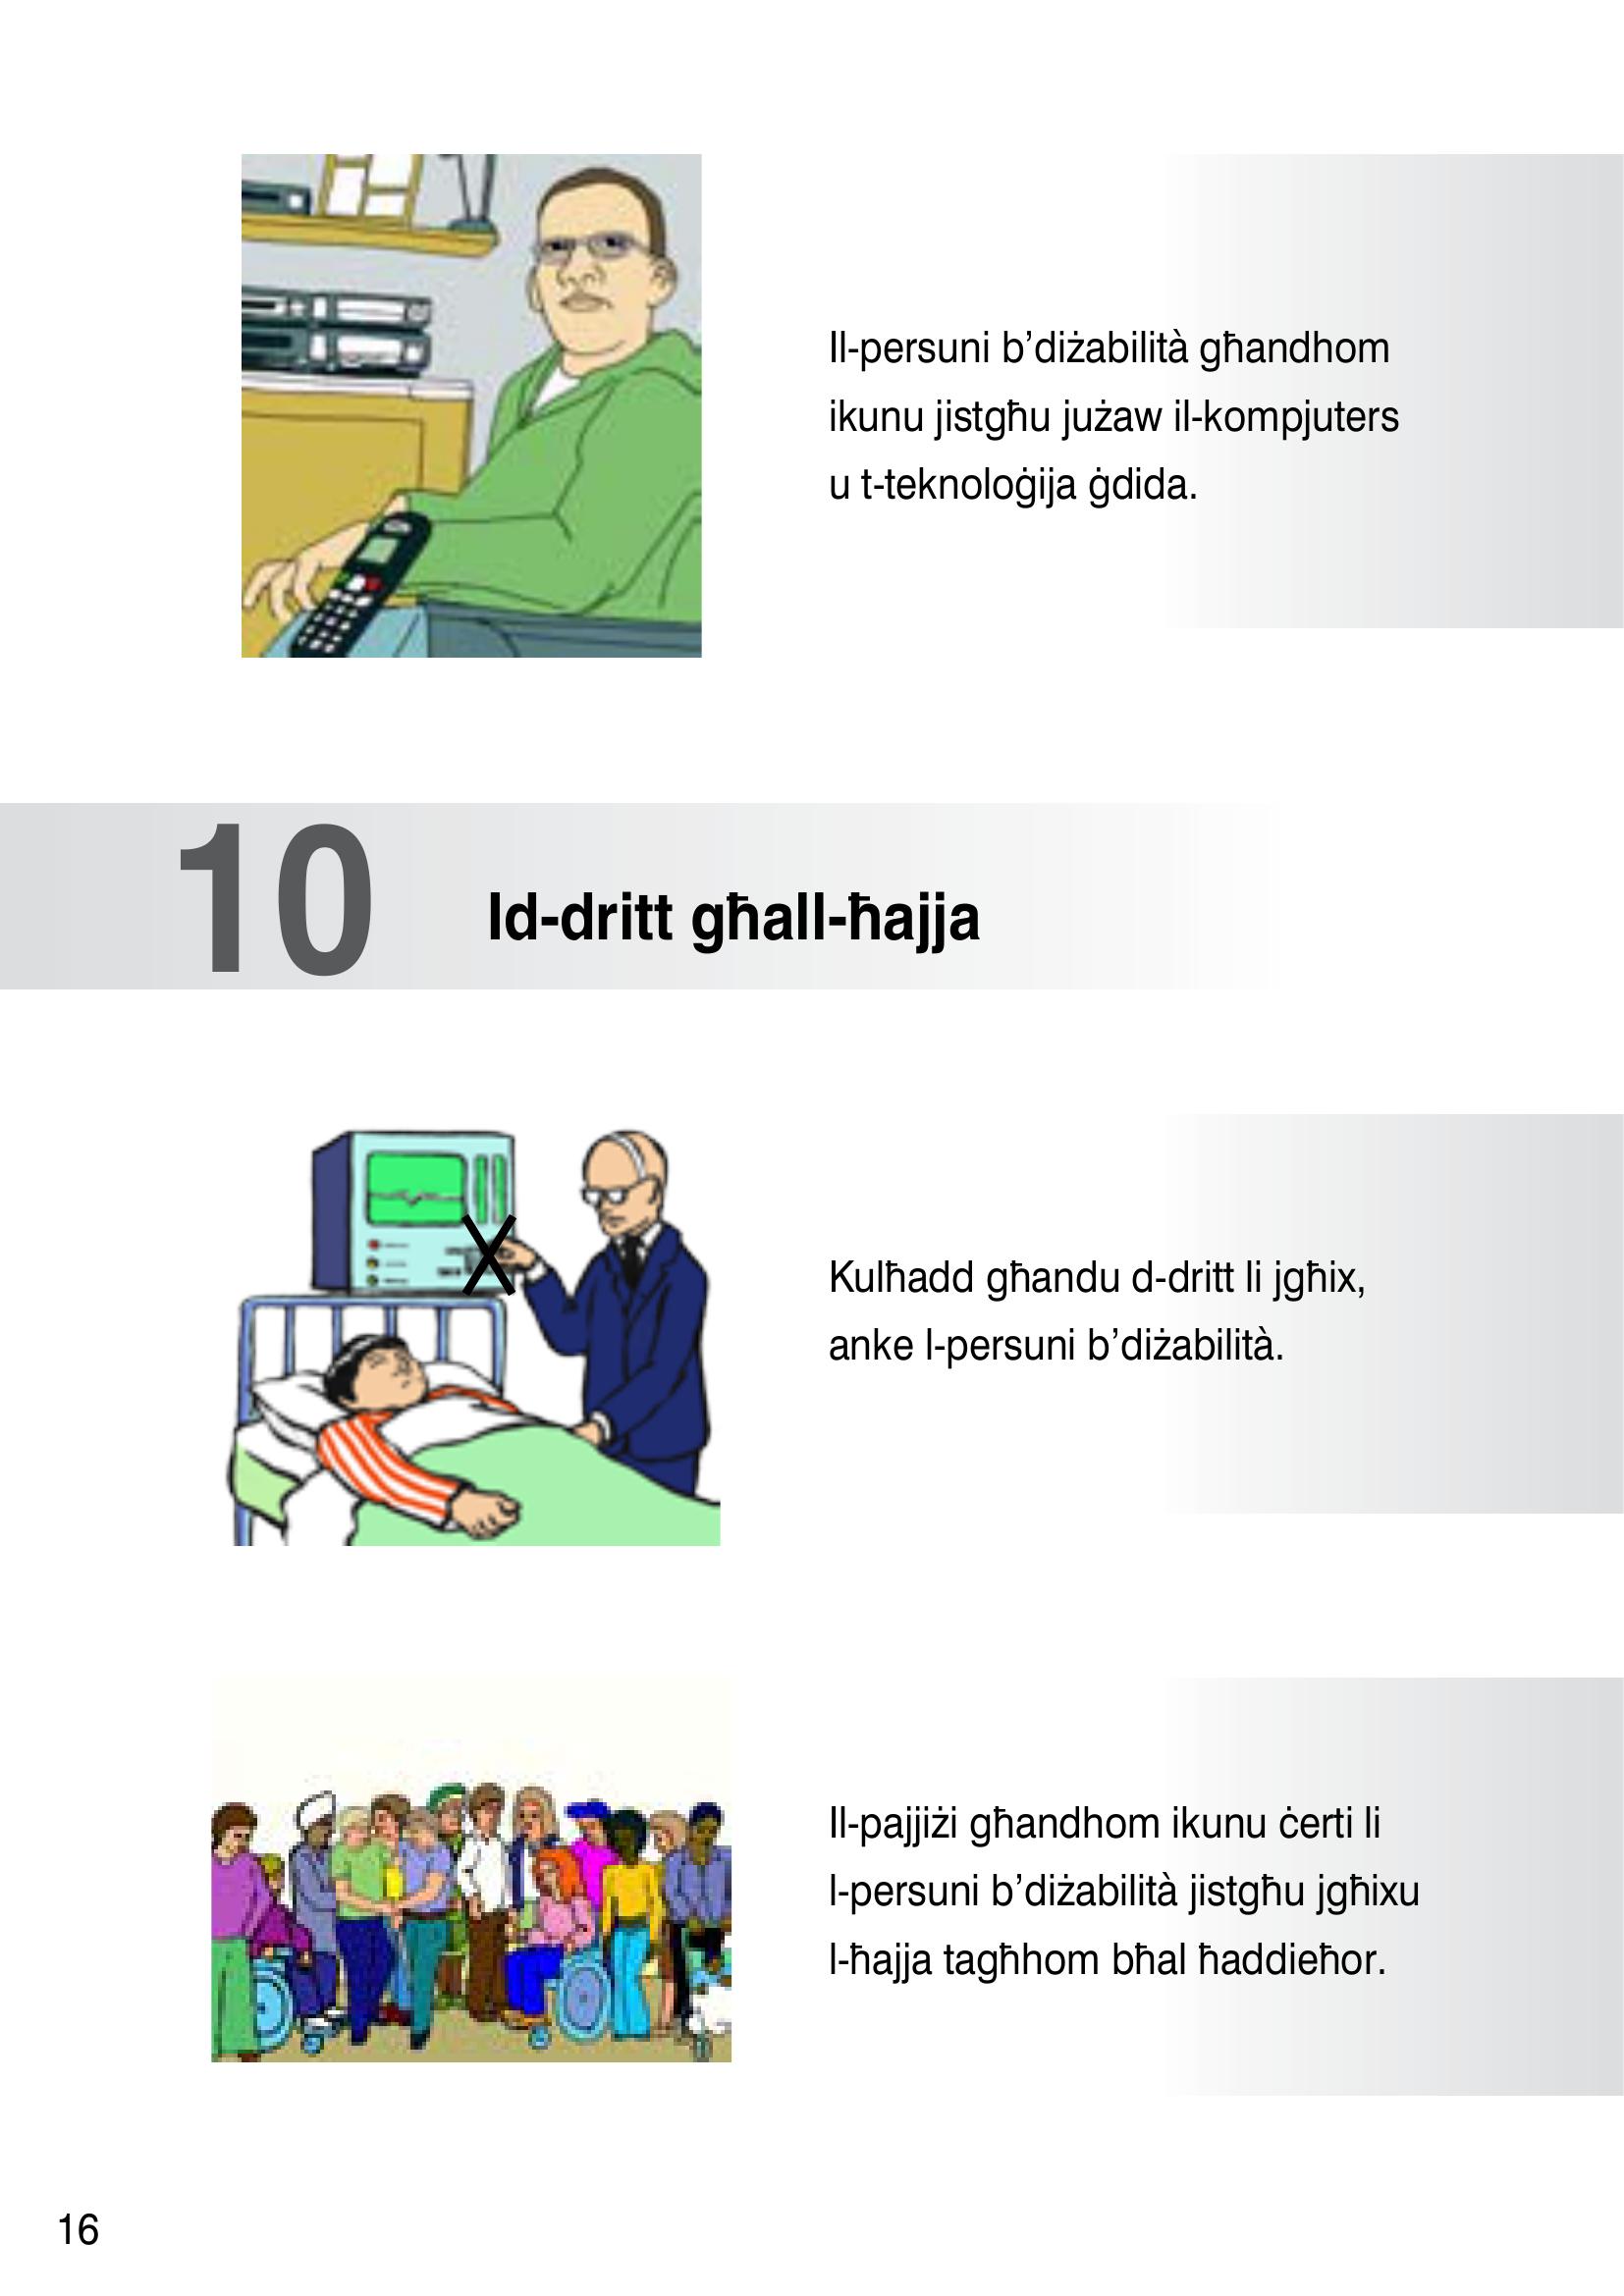 Il-persuni b’diżabilità għandhom
ikunu jistgħu jużaw il-kompjuters
u t-teknoloġija ġdida.
10
Id-dritt għall-ħajja
Kulħadd għandu d-dritt li jgħix,
anke l-persuni b’diżabilità.
Il-pajjiżi għandhom ikunu ċerti li
l-persuni b’diżabilità jistgħu jgħixu
l-ħajja tagħhom bħal ħaddieħor.
16